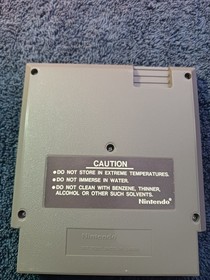 CAUTION
•DO NOT STORE IN EXTREME TEMPERATURES.
•DO NOT IMMERSE IN WATER.
•DO NOT CLEAN WITH BENZENE, THINNER,
ALCOHOL OR OTHER SUCH SOLVENTS.
Nintendo®